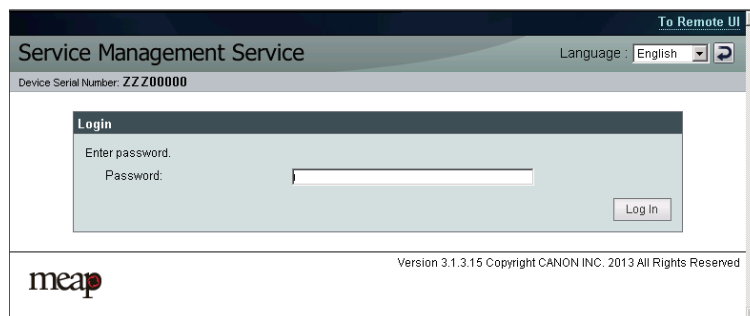 To Remote UI
Service Management Service
Language : English
Device Serial Number: ZZZ00000
Login
Enter password.
Password:
Log In
Version 3.1.3.15 Copyright CANON INC. 2013 All Rights Reserved
meap